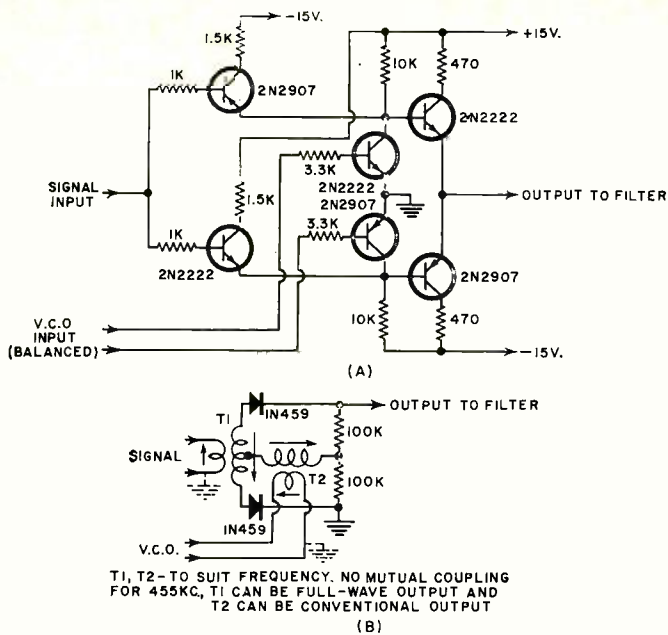 -15V.
1.5K
+15V.
10K
470
1K
2N2907
2N2222
3.3K
SIGNAL
INPUT
2N2222
2N2907
1.5K
OUTPUT TO FILTER
3.3K
1K
2N2222
2N2907
V.C.O
INPUT
(BALANCED)
10K
470
-15V.
(A)
T1
1N459
OUTPUT TO FILTER
100K
SIGNAL
T2
100K
1N459
V.C.O.
T1, T2-TO SUIT FREQUENCY. NO MUTUAL COUPLING
FOR 455KC, T1 CAN BE FULL-WAVE OUTPUT AND
T2 CAN BE CONVENTIONAL OUTPUT
(B)